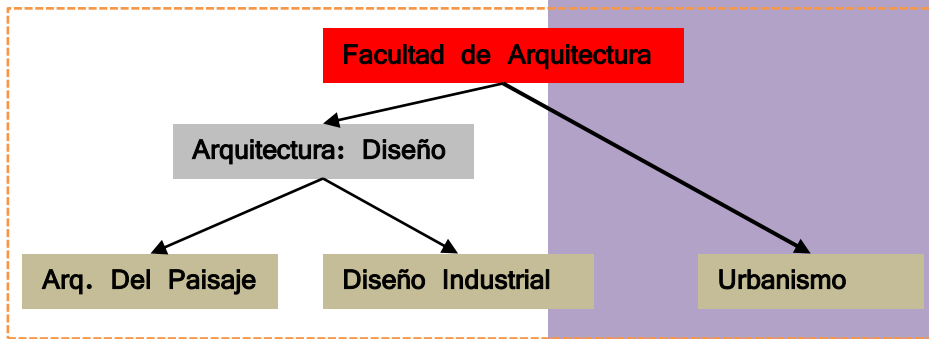 Facultad de Arquitectura
Arquitectura: Diseño
Arq. Del Paisaje
Diseño Industrial
Urbanismo